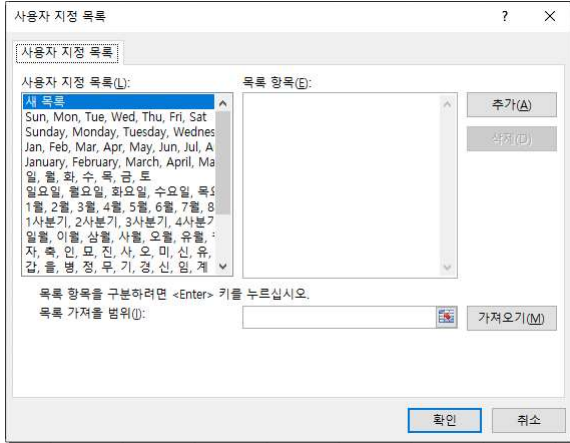 사용자 지정 목록
? ×
사용자 지정 목록
사용자 지정 목록(L):
목록 항목(E):
새 목록
Sun, Mon, Tue, Wed, Thu, Fri, Sat
Sunday, Monday, Tuesday, Wednes
Jan, Feb, Mar, Apr, May, Jun, Jul, A
January, February, March, April, Ma
일, 월, 화, 수, 목, 금, 토
일요일, 월요일, 화요일, 수요일, 목요
1월, 2월, 3월, 4월, 5월, 6월, 7월, 8
1사분기, 2사분기, 3사분기, 4사분기
일월, 이월, 삼월, 사월, 오월, 유월,
자, 축, 인, 묘, 진, 사, 오, 미, 신, 유,
갑, 을, 병, 정, 무, 기, 경, 신, 임, 계
추가(A)
삭제(D)
목록 항목을 구분하려면 <Enter> 키를 누르십시오.
목록 가져올 범위(I):
가져오기(M)
확인
취소